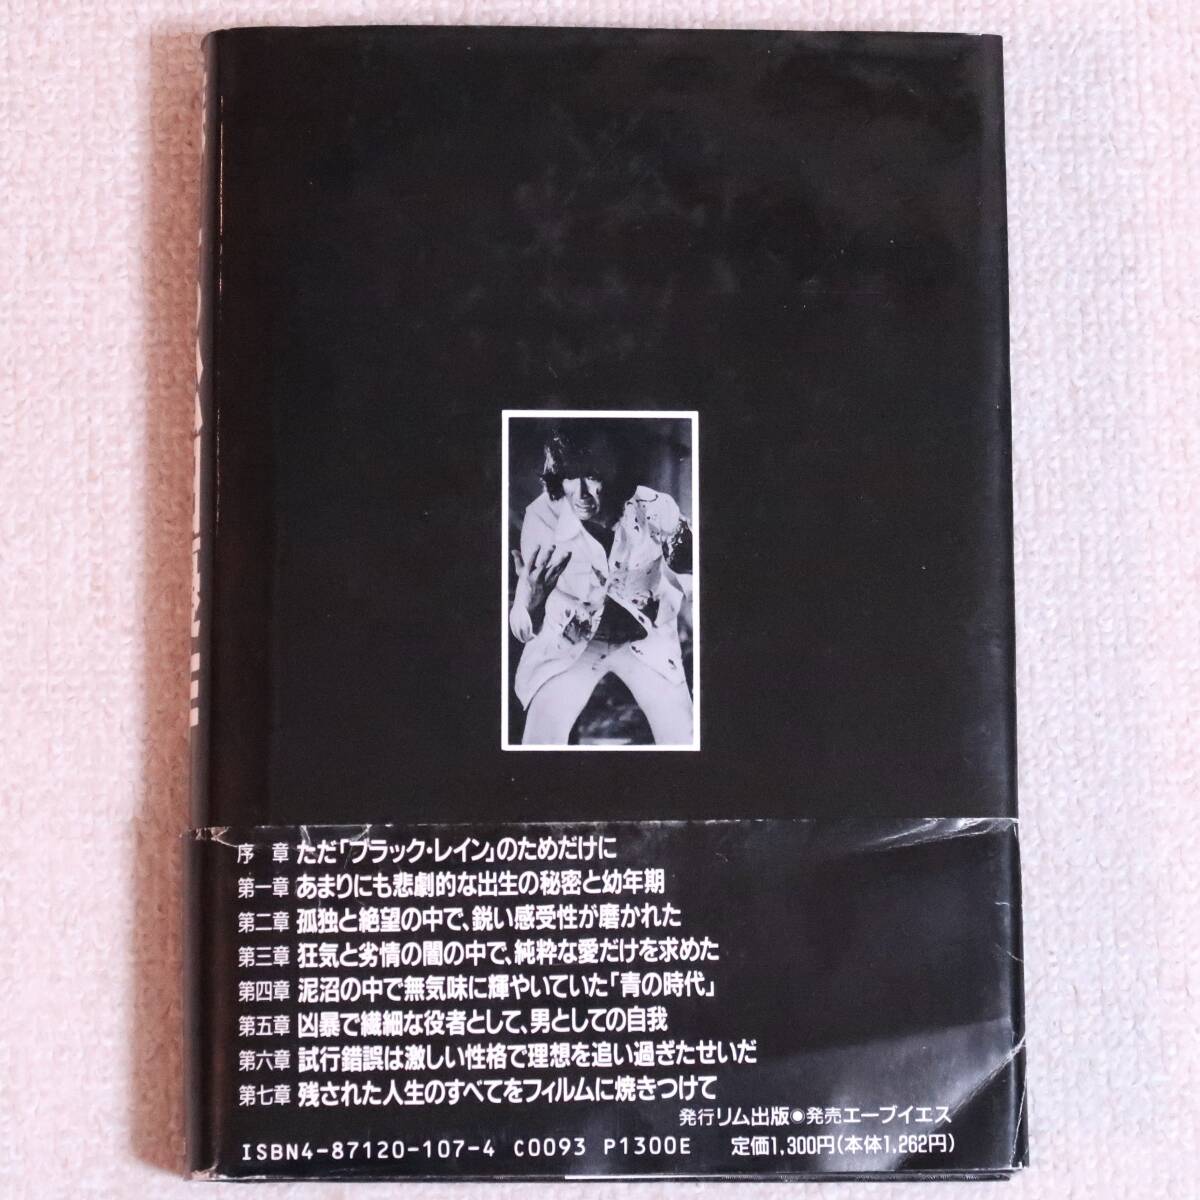 序章 ただ「ブラック・レイン」のためだけに
第一章 あまりにも悲劇的な出生の秘密と幼年期
第二章 孤独と絶望の中で、鋭い感受性が磨かれた
第三章 狂気と劣情の闇の中で、純粋な愛だけを求めた
第四章 泥沼の中で無気味に輝やいていた「青の時代」
第五章 凶暴で繊細な役者として、男としての自我
第六章 試行錯誤は激しい性格で理想を追い過ぎたせいだ
第七章 残された人生のすべてをフィルムに焼きつけて
発行リム出版●発売エーブイエス
ISBN4-87120-107-4 C0093 P1300E 定価1,300円(本体1,262円)